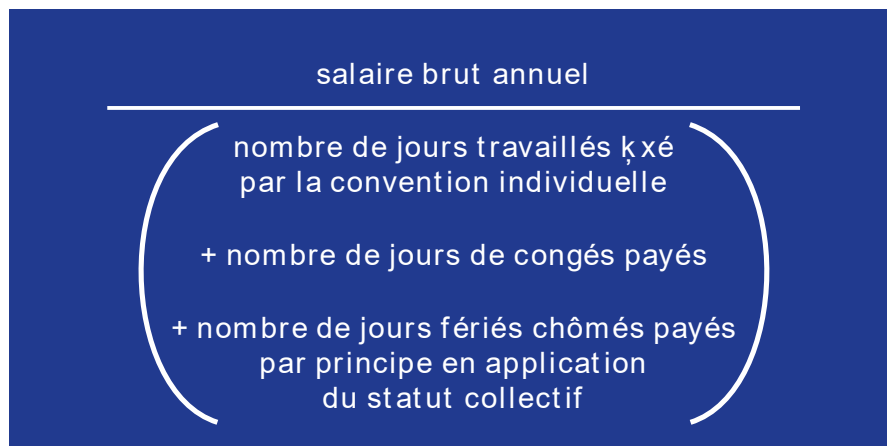 salaire brut annuel
nombre de jours travaillés ķxé
par la convention individuelle
+ nombre de jours de congés payés
+ nombre de jours fériés chômés payés
par principe en application
du statut collectif